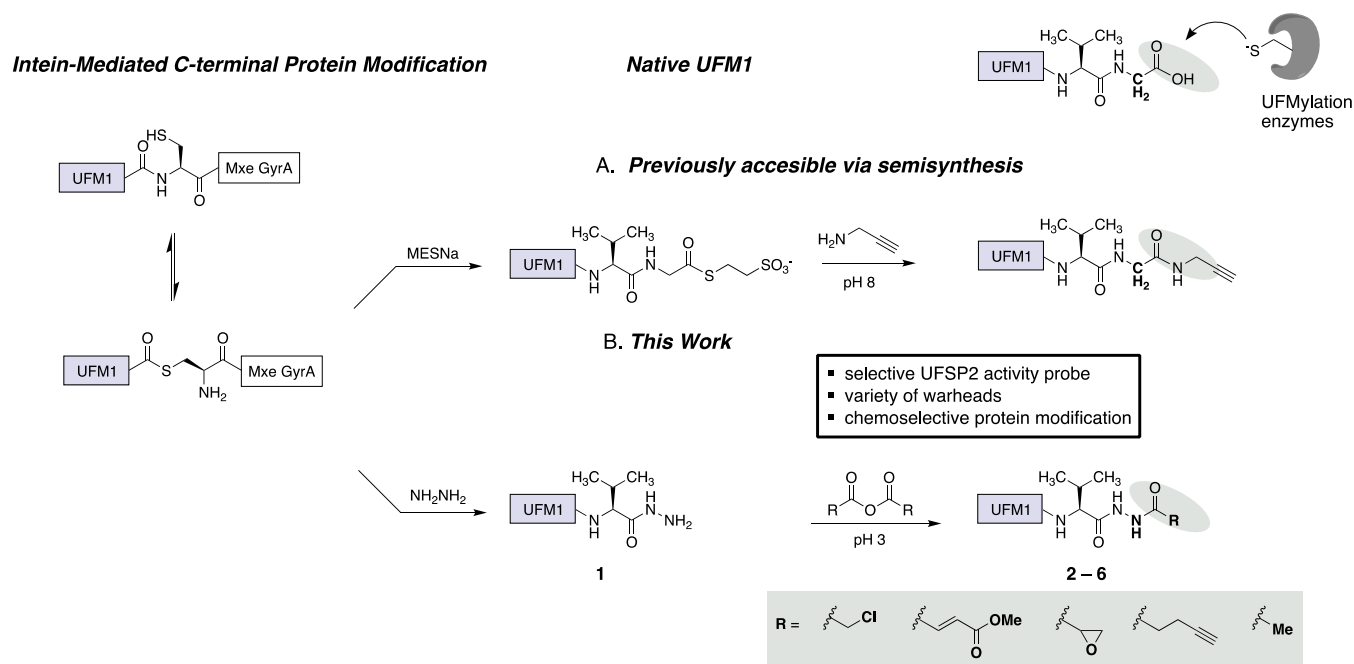 Intein-Mediated C-terminal Protein Modification
Native UFM1
UFM1
H3C
CH3
N
H
O
H
N
C
H2
O
OH
-S
UFMylation
enzymes
HS
O
UFM1
N
H
O
Mxe GyrA
A. Previously accesible via semisynthesis
MESNa
UFM1
H3C
CH3
N
H
O
H
N
O
S
SO3-
H2N
pH 8
UFM1
H3C
CH3
N
H
O
H
N
C
H2
O
N
H
O
UFM1
S
O
NH2
Mxe GyrA
B. This Work
▪ selective UFSP2 activity probe
▪ variety of warheads
▪ chemoselective protein modification
NH2NH2
UFM1
H3C
CH3
N
H
O
H
N
NH2
1
O
O
R
O
R
pH 3
UFM1
H3C
CH3
N
H
O
H
N
N
H
O
R
2 – 6
R =
Cl
OMe
O
O
Me